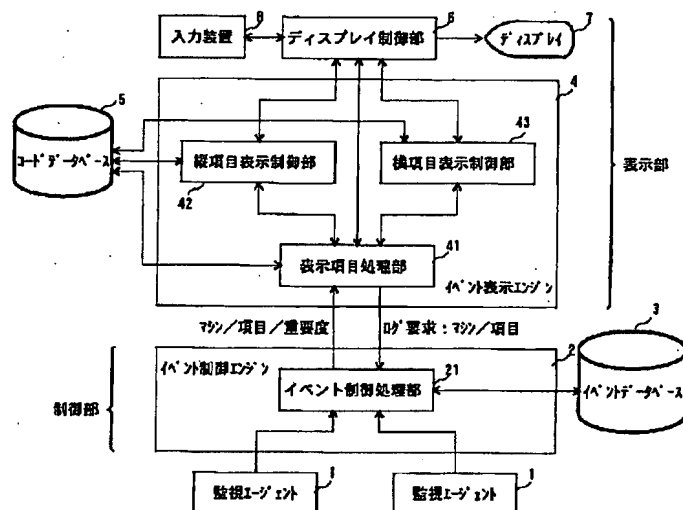 8
6
7
入力装置
ディスプレイ制御部
ディスプレイ
4
5
43
コードデータベース
縦項目表示制御部
横項目表示制御部
表示部
42
41
表示項目処理部
イベント表示エンジン
マシン/項目/重要度
ログ要求:マシン/項目
3
イベント制御エンジン
2
21
制御部
イベント制御処理部
イベントデータベース
1
1
監視エージェント
監視エージェント